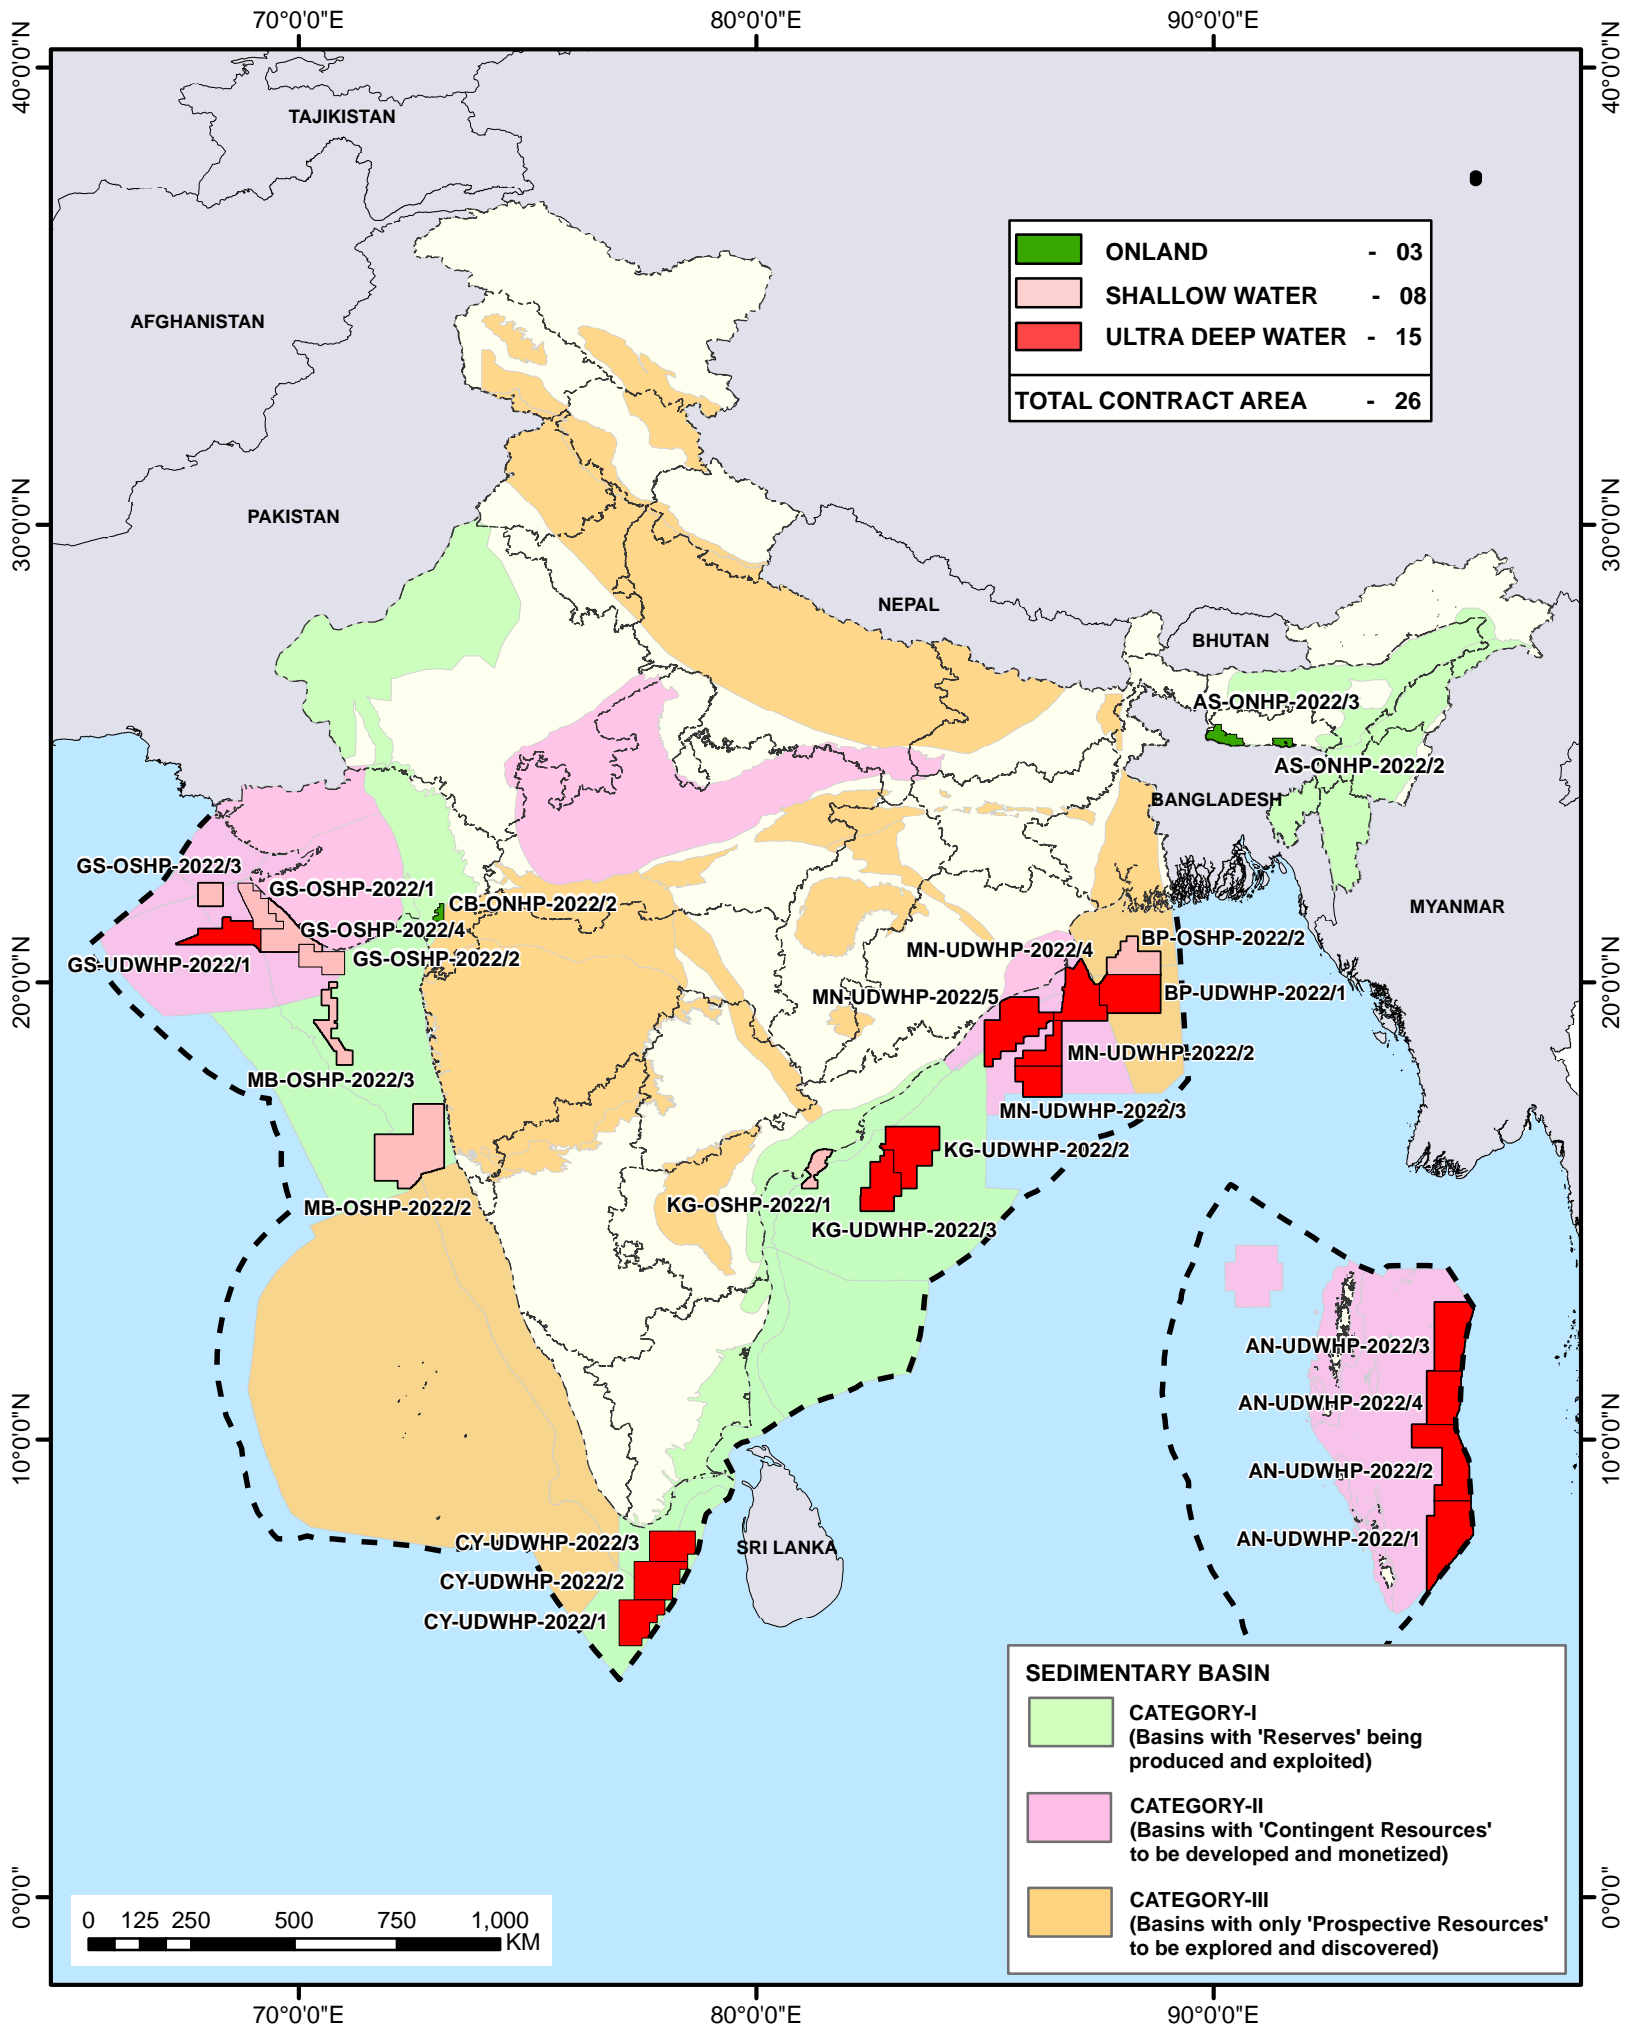 70°0'0"E
80°0'0"E
90°0'0"E
40°0'0"N
40°0'0"N
TAJIKISTAN
ONLAND - 03
SHALLOW WATER - 08
ULTRA DEEP WATER - 15
TOTAL CONTRACT AREA - 26
AFGHANISTAN
PAKISTAN
30°0'0"N
30°0'0"N
NEPAL
BHUTAN
AS-ONHP-2022/3
AS-ONHP-2022/2
BANGLADESH
GS-OSHP-2022/3
GS-OSHP-2022/1
CB-ONHP-2022/2
MYANMAR
GS-OSHP-2022/4
GS-OSHP-2022/2
GS-UDWHP-2022/1
MN-UDWHP-2022/4
BP-OSHP-2022/2
20°0'0"N
20°0'0"N
MN-UDWHP-2022/5
BP-UDWHP-2022/1
MN-UDWHP-2022/2
MB-OSHP-2022/3
MN-UDWHP-2022/3
KG-UDWHP-2022/2
MB-OSHP-2022/2
KG-OSHP-2022/1
KG-UDWHP-2022/3
AN-UDWHP-2022/3
AN-UDWHP-2022/4
10°0'0"N
10°0'0"N
AN-UDWHP-2022/2
AN-UDWHP-2022/1
CY-UDWHP-2022/3
SRI LANKA
CY-UDWHP-2022/2
CY-UDWHP-2022/1
SEDIMENTARY BASIN
CATEGORY-I
(Basins with 'Reserves' being
produced and exploited)
CATEGORY-II
(Basins with 'Contingent Resources'
to be developed and monetized)
CATEGORY-III
(Basins with only 'Prospective Resources'
to be explored and discovered)
0°0'0"
0°0'0"
0 125 250 500 750 1,000
KM
70°0'0"E
80°0'0"E
90°0'0"E